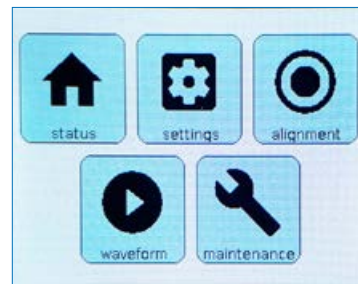 status
settings
alignment
waveform
maintenance